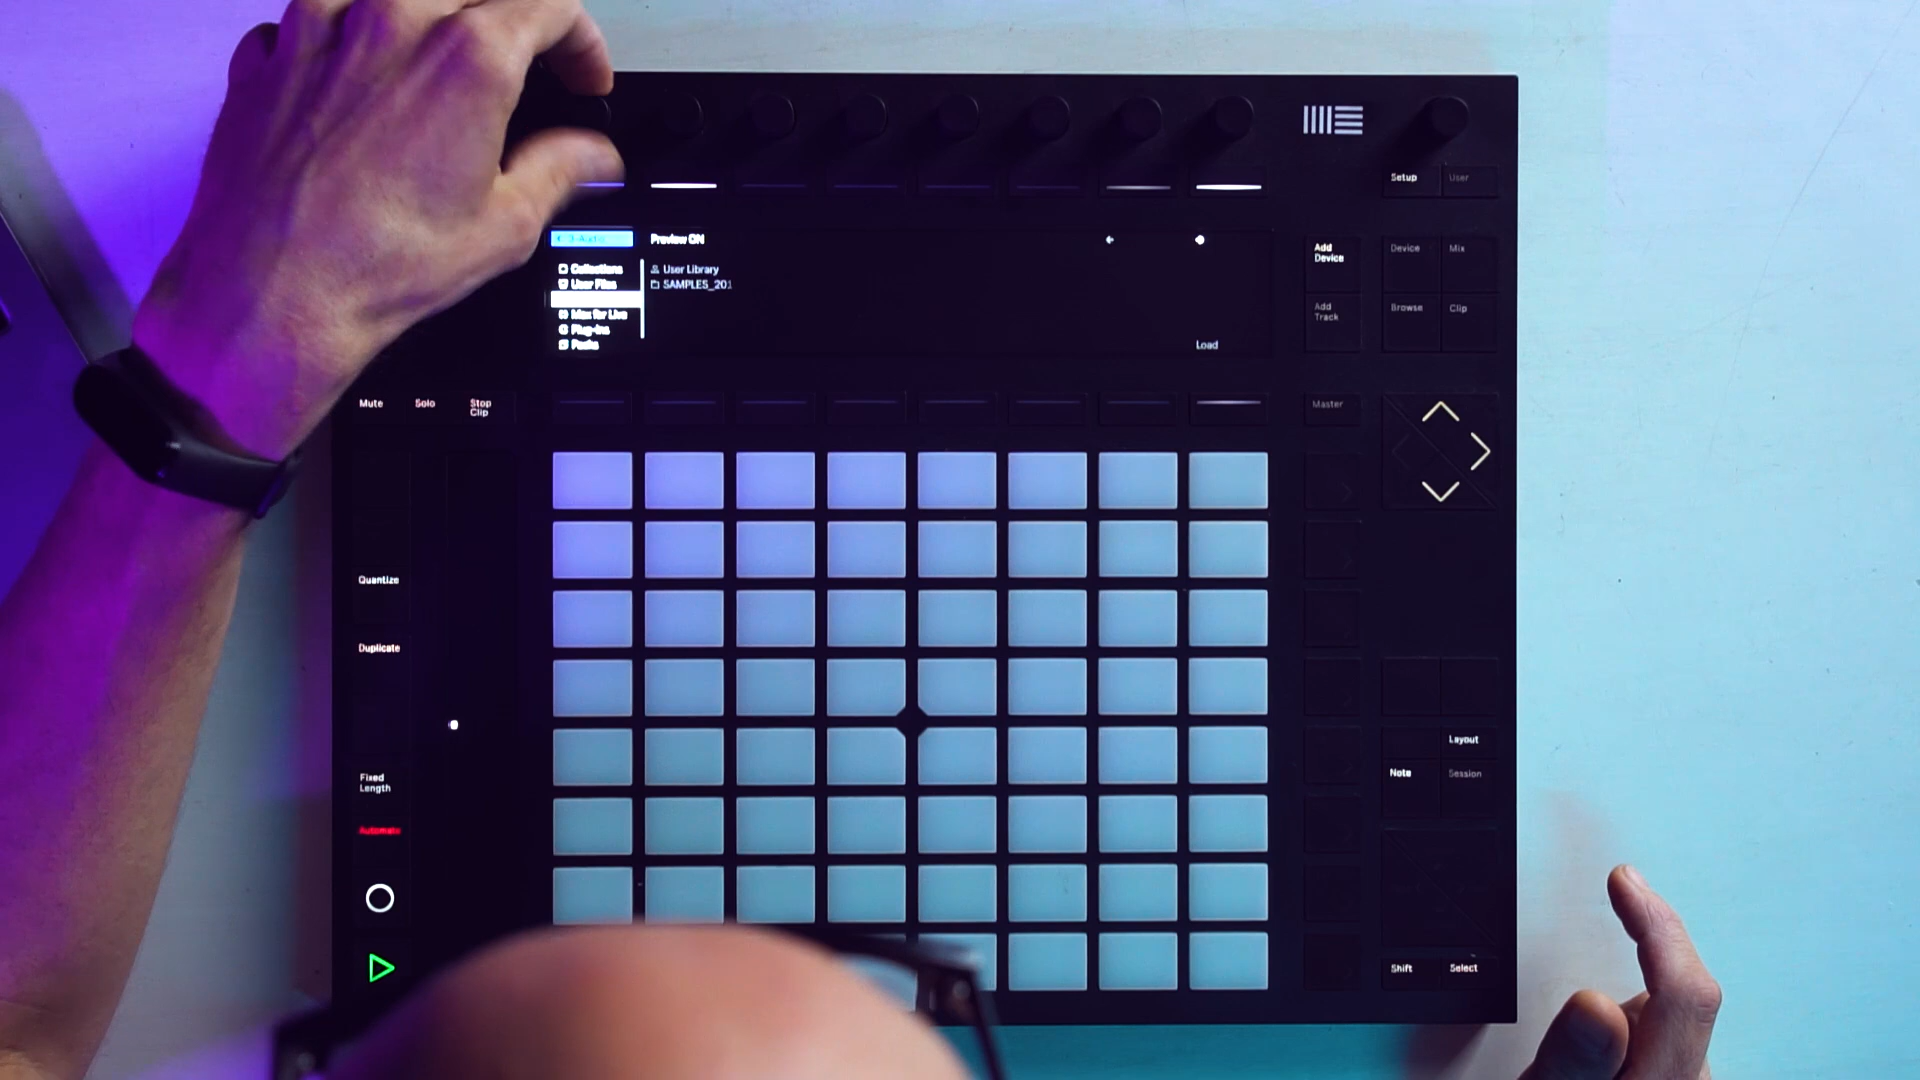 Setup
User
Preview ON
Collections
User Library
User Files
SAMPLES_201
Max for Live
Plug-ins
Packs
Load
Add
Device
Device
Mix
Add
Track
Browse
Clip
Mute
Solo
Stop
Clip
Master
Quantize
Duplicate
Layout
Fixed
Length
Note
Session
Automate
Shift
Select